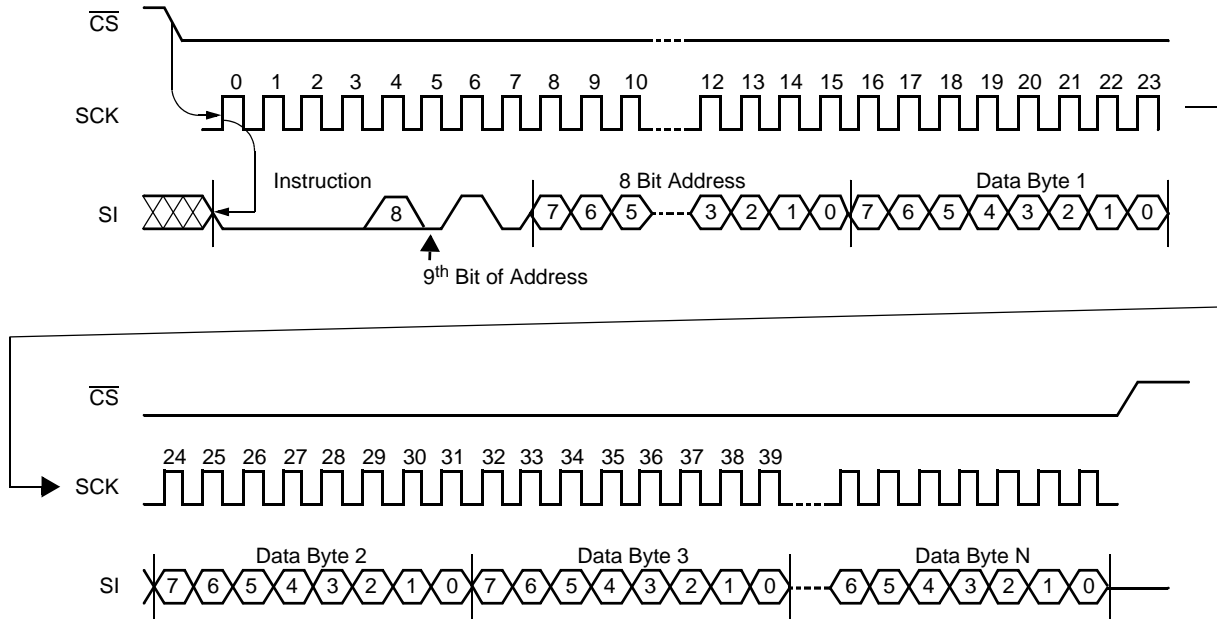 CS
0 1 2 3 4 5 6 7 8 9 10 12 13 14 15 16 17 18 19 20 21 22 23
SCK
Instruction 8 Bit Address Data Byte 1
SI 8 7 6 5 3 2 1 0 7 6 5 4 3 2 1 0
9th Bit of Address
CS
24 25 26 27 28 29 30 31 32 33 34 35 36 37 38 39
SCK
Data Byte 2 Data Byte 3 Data Byte N
SI 7 6 5 4 3 2 1 0 7 6 5 4 3 2 1 0 6 5 4 3 2 1 0